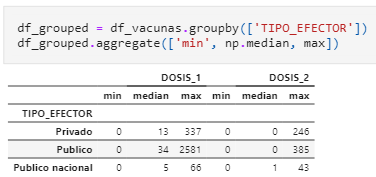 df_grouped = df_vacunas.groupby(['TIPO_EFECTOR'])
df_grouped.aggregate(['min', np.median, max])
DOSIS_1 DOSIS_2
min median max min median max
TIPO_EFECTOR
Privado 0 13 337 0 0 246
Publico 0 34 2581 0 0 385
Publico nacional 0 5 66 0 1 43